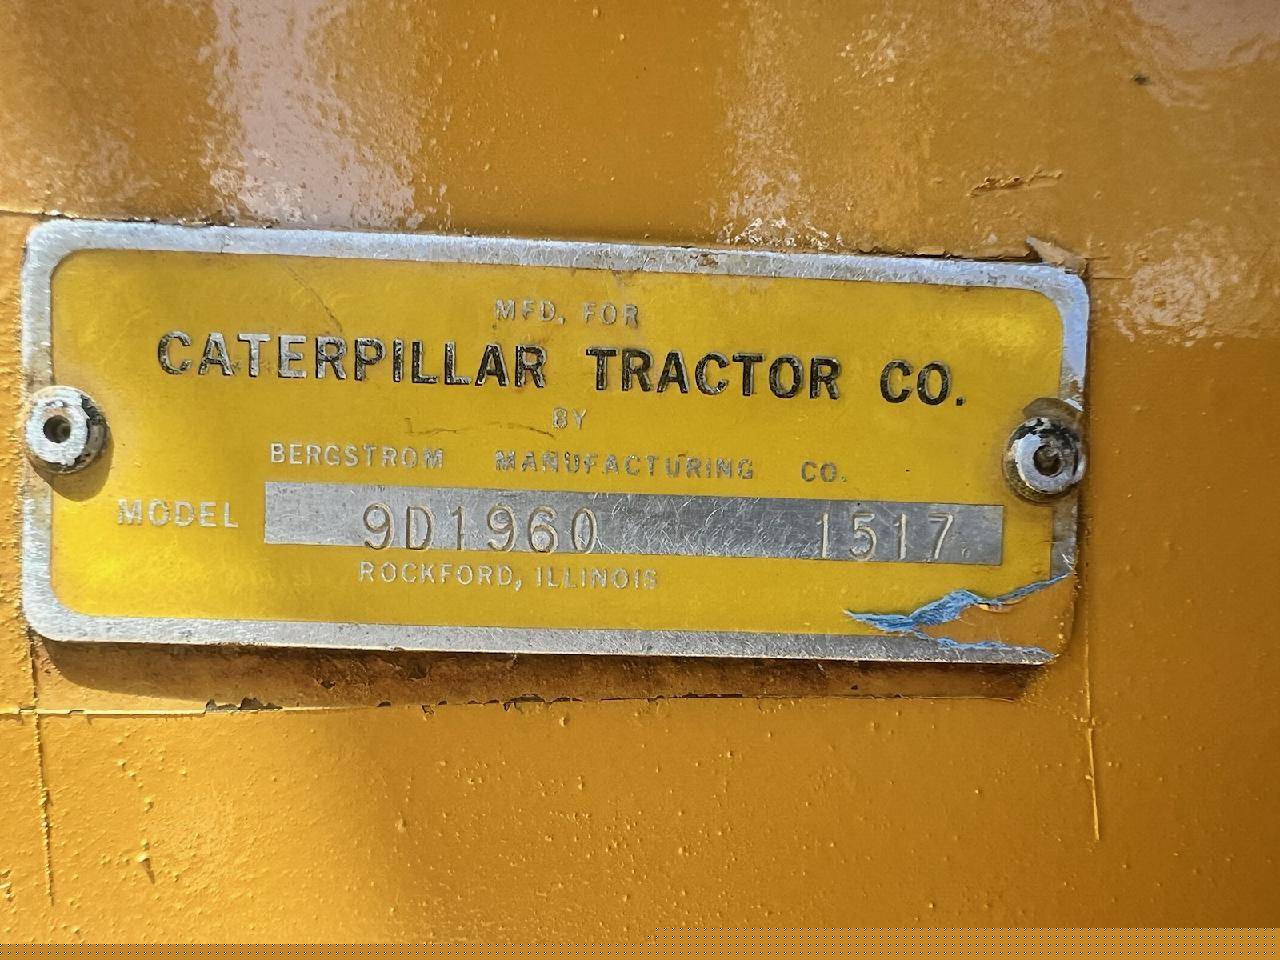 MFD. FOR
CATERPILLAR TRACTOR CO.
BY
BERGSTROM MANUFACTURING CO.
MODEL 9D1960 1517
ROCKFORD, ILLINOIS